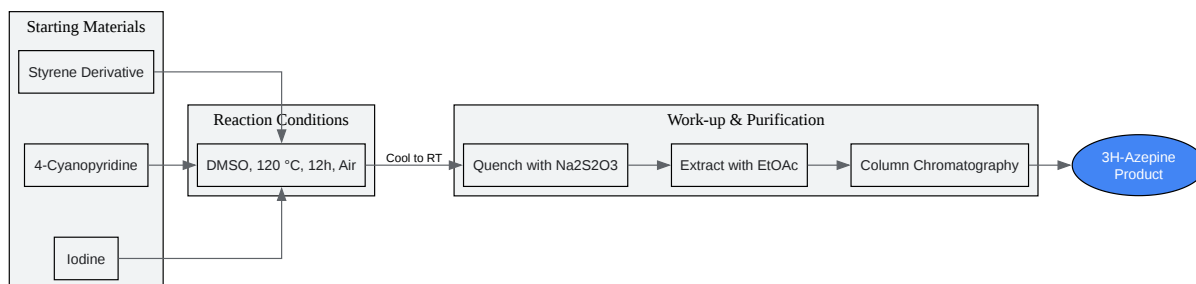 Starting Materials
Styrene Derivative
4-Cyanopyridine
Iodine
Reaction Conditions
DMSO, 120 °C, 12h, Air
Cool to RT
Work-up & Purification
Quench with Na2S2O3
Extract with EtOAc
Column Chromatography
3H-Azepine
Product